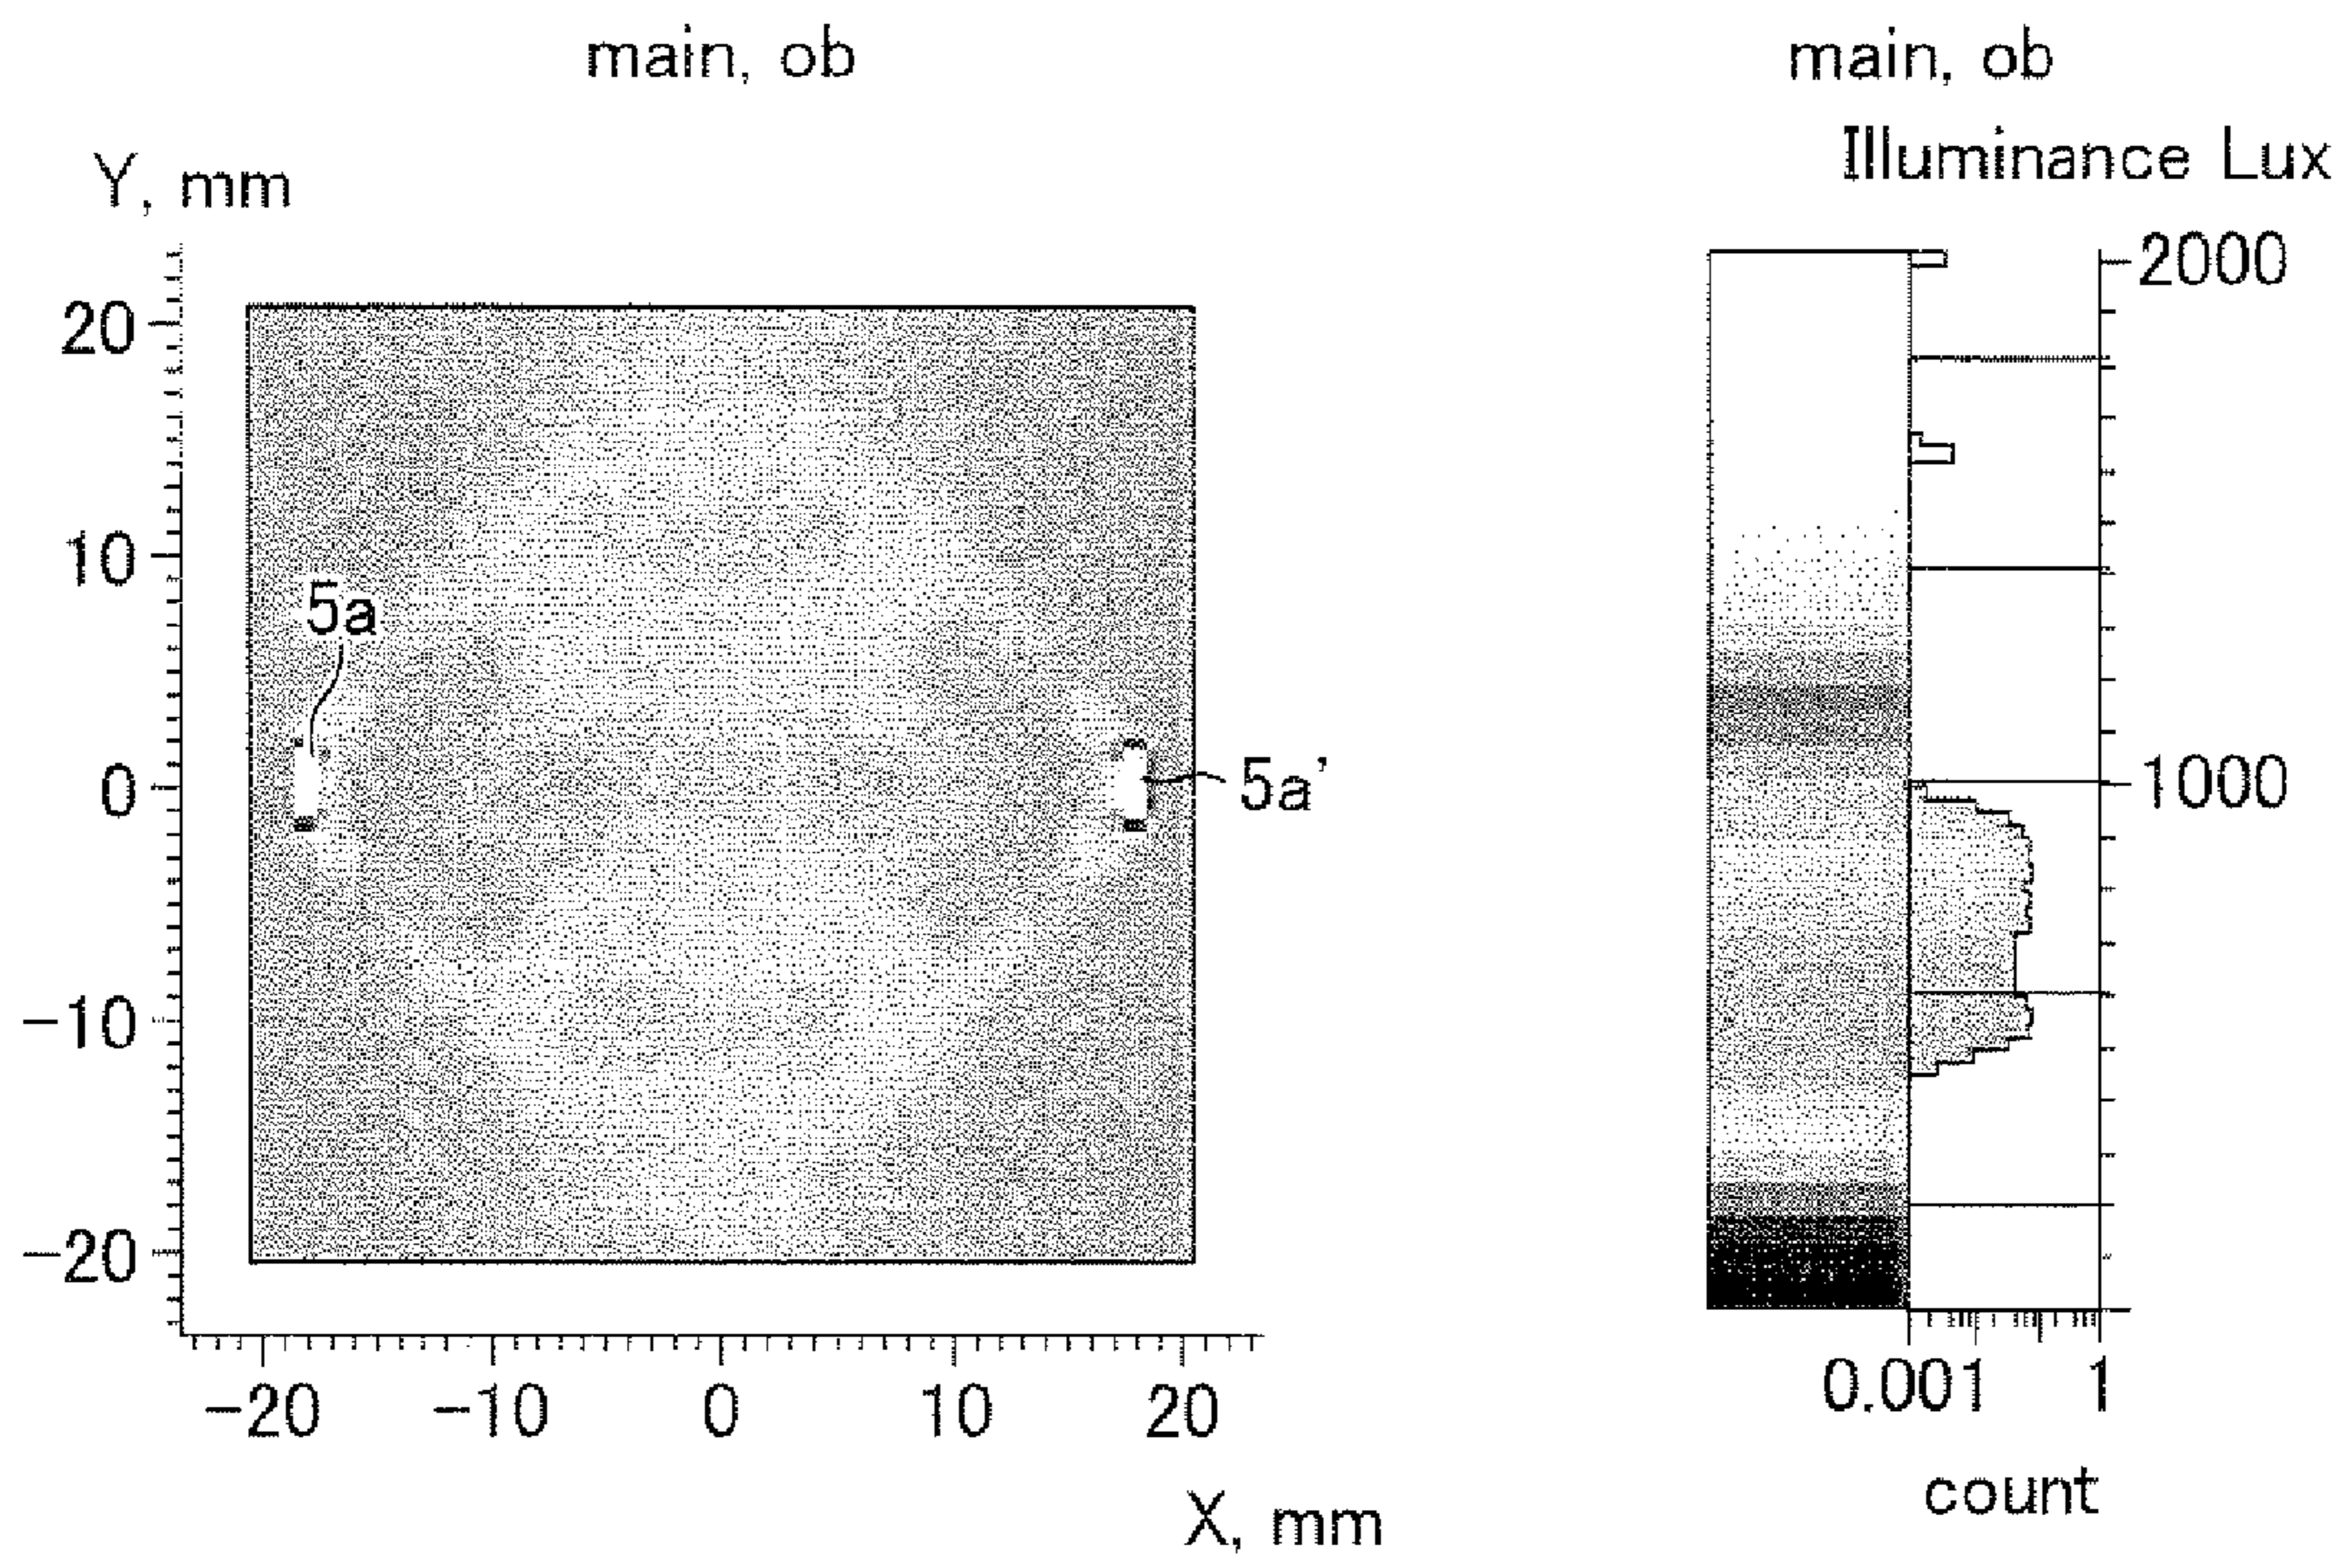 main, ob
Y, mm
20
10
0
−10
−20
5a
5a'
−20 −10 0 10 20
X, mm
main, ob
Illuminance Lux
2000
1000
0.001 1
count